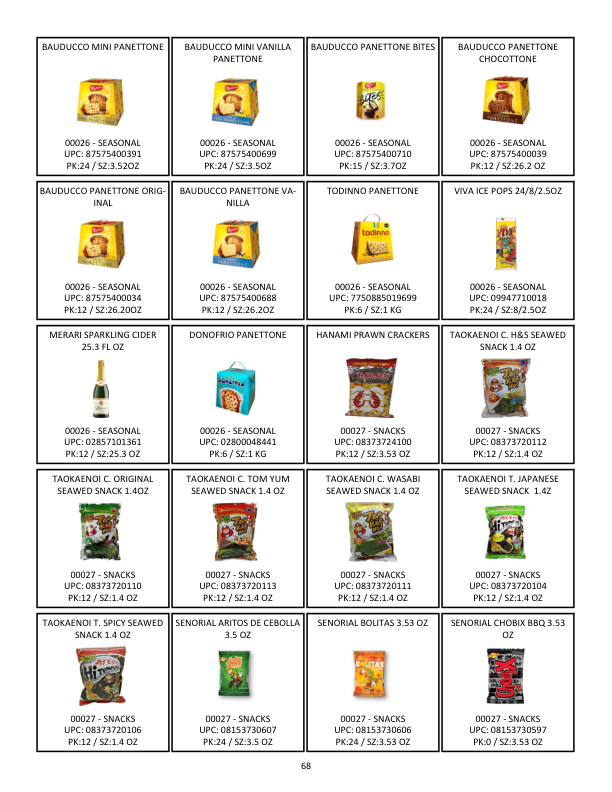 BAUDUCCO MINI PANETTONE
00026 - SEASONAL
UPC: 87575400391
PK:24 / SZ:3.52OZ
BAUDUCCO MINI VANILLA
PANETTONE
00026 - SEASONAL
UPC: 87575400699
PK:24 / SZ:3.5OZ
BAUDUCCO PANETTONE BITES
00026 - SEASONAL
UPC: 87575400710
PK:15 / SZ:3.7OZ
BAUDUCCO PANETTONE
CHOCOTTONE
00026 - SEASONAL
UPC: 87575400039
PK:12 / SZ:26.2 OZ
BAUDUCCO PANETTONE ORIG-
INAL
00026 - SEASONAL
UPC: 87575400034
PK:12 / SZ:26.20OZ
BAUDUCCO PANETTONE VA-
NILLA
00026 - SEASONAL
UPC: 87575400688
PK:12 / SZ:26.2OZ
TODINNO PANETTONE
todinno
00026 - SEASONAL
UPC: 7750885019699
PK:6 / SZ:1 KG
VIVA ICE POPS 24/8/2.5OZ
00026 - SEASONAL
UPC: 09947710018
PK:24 / SZ:8/2.5OZ
MERARI SPARKLING CIDER
25.3 FL OZ
00026 - SEASONAL
UPC: 02857101361
PK:12 / SZ:25.3 OZ
DONOFRIO PANETTONE
00026 - SEASONAL
UPC: 02800048441
PK:6 / SZ:1 KG
HANAMI PRAWN CRACKERS
00027 - SNACKS
UPC: 08373724100
PK:12 / SZ:3.53 OZ
TAOKAENOI C. H&S SEAWED
SNACK 1.4 OZ
00027 - SNACKS
UPC: 08373720112
PK:12 / SZ:1.4 OZ
TAOKAENOI C. ORIGINAL
SEAWED SNACK 1.4OZ
00027 - SNACKS
UPC: 08373720110
PK:12 / SZ:1.4 OZ
TAOKAENOI C. TOM YUM
SEAWED SNACK 1.4 OZ
00027 - SNACKS
UPC: 08373720113
PK:12 / SZ:1.4 OZ
TAOKAENOI C. WASABI
SEAWED SNACK 1.4 OZ
00027 - SNACKS
UPC: 08373720111
PK:12 / SZ:1.4 OZ
TAOKAENOI T. JAPANESE
SEAWED SNACK  1.4Z
00027 - SNACKS
UPC: 08373720104
PK:12 / SZ:1.4 OZ
TAOKAENOI T. SPICY SEAWED
SNACK 1.4 OZ
00027 - SNACKS
UPC: 08373720106
PK:12 / SZ:1.4 OZ
SENORIAL ARITOS DE CEBOLLA
3.5 OZ
00027 - SNACKS
UPC: 08153730607
PK:24 / SZ:3.5 OZ
SENORIAL BOLITAS 3.53 OZ
BOLITAS
00027 - SNACKS
UPC: 08153730606
PK:24 / SZ:3.53 OZ
SENORIAL CHOBIX BBQ 3.53
OZ
00027 - SNACKS
UPC: 08153730597
PK:0 / SZ:3.53 OZ
68